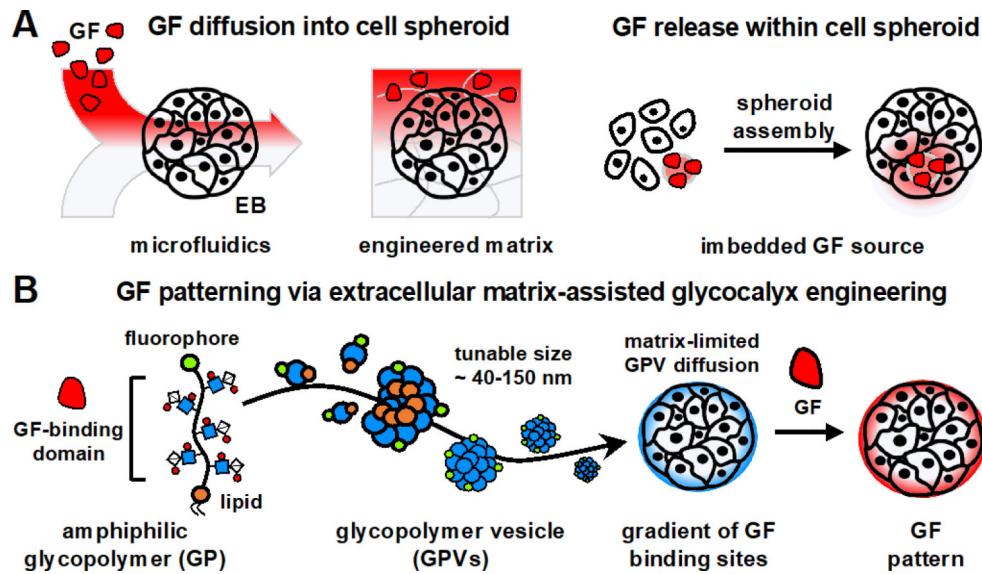 A
GF diffusion into cell spheroid
GF release within cell spheroid
GF
spheroid
assembly
EB
microfluidics
engineered matrix
imbedded GF source
B
GF patterning via extracellular matrix-assisted glycocalyx engineering
fluorophore
tunable size
~ 40-150 nm
matrix-limited
GPV diffusion
GF
GF-binding
domain
lipid
amphiphilic
glycopolymer (GP)
glycopolymer vesicle
(GPVs)
gradient of GF
binding sites
GF
pattern